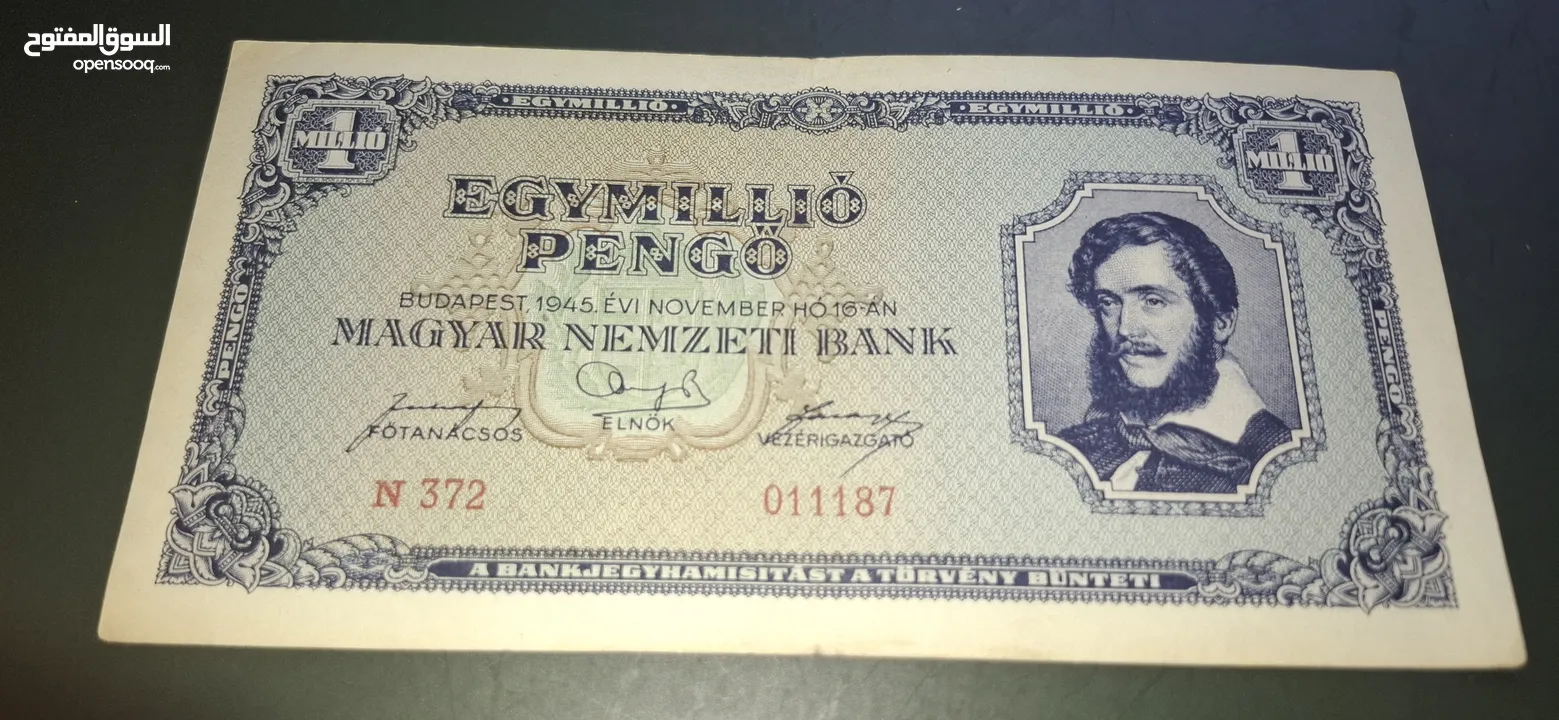 السوق المفتوح
opensooq.com
· EGYMILLIÓ · · EGYMILLIÓ ·
1 MILLIÓ
1 MILLIÓ
EGYMILLIÓ
PENGŐ
BUDAPEST, 1945. ÉVI NOVEMBER HÓ 16-ÁN
MAGYAR NEMZETI BANK
FŐTANÁCSOS ELNÖK VEZÉRIGAZGATÓ
N 372 011187
PENGŐ
PENGŐ
A BANKJEGYHAMISITÁST A TÖRVÉNY BÜNTETI